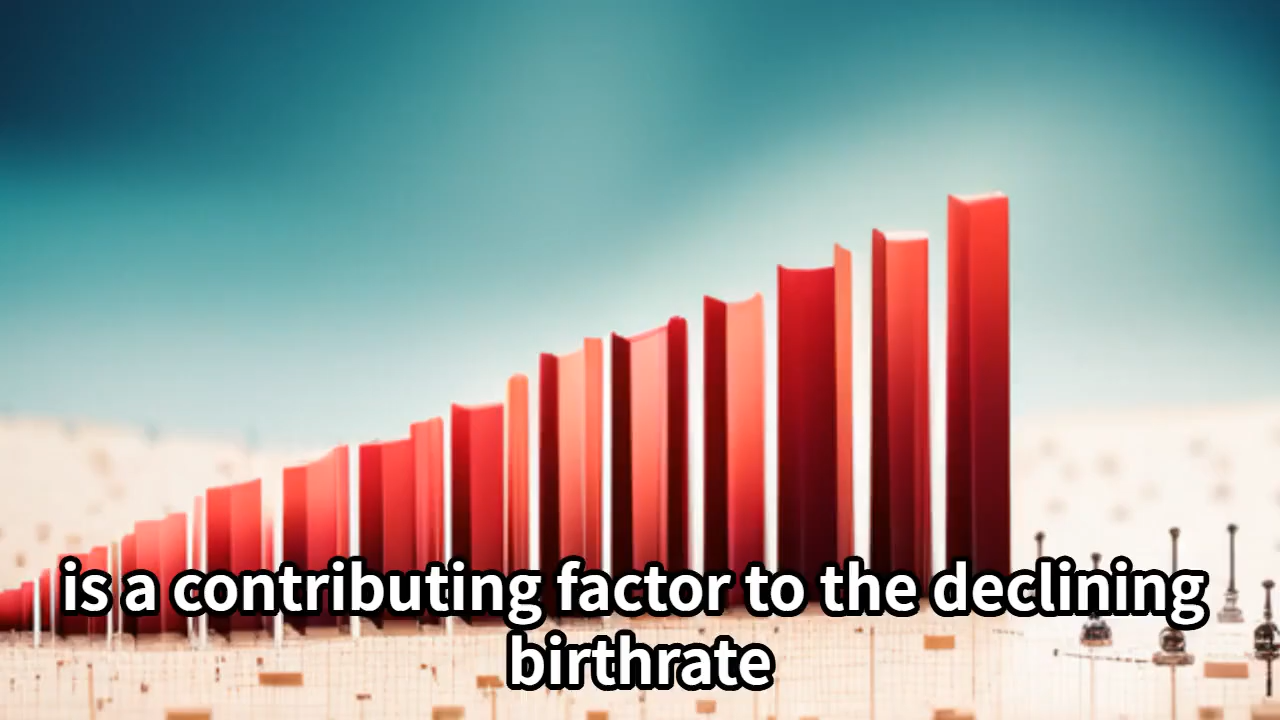 is a contributing factor to the declining
birthrate